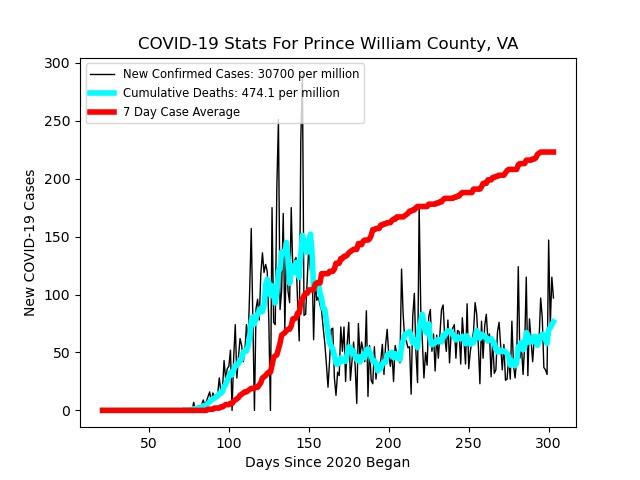 COVID-19 Stats For Prince William County, VA
New Confirmed Cases: 30700 per million
Cumulative Deaths: 474.1 per million
7 Day Case Average
300
250
200
150
100
50
0
New COVID-19 Cases
50 100 150 200 250 300
Days Since 2020 Began